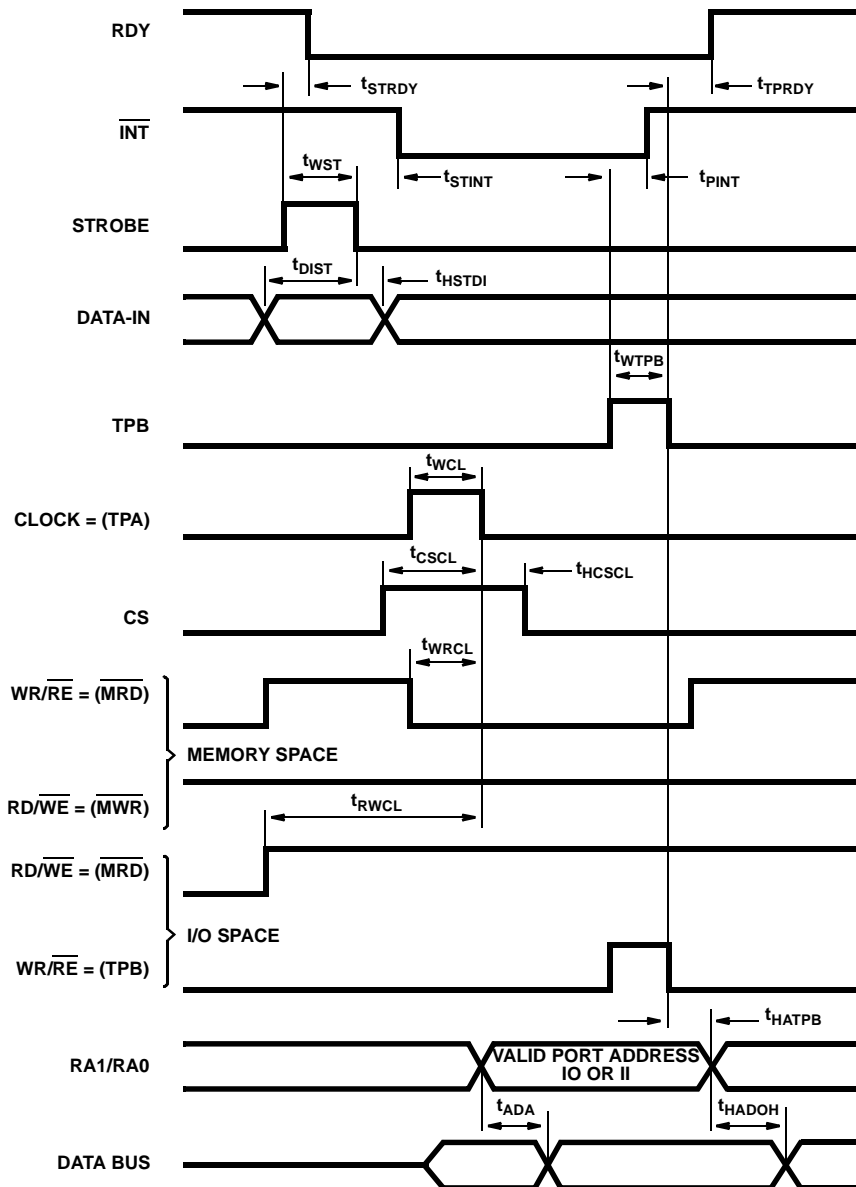 RDY
tSTRDY
tTPRDY
INT
tWST
tSTINT
tPINT
STROBE
tDIST
tHSTDI
DATA-IN
tWTPB
TPB
tWCL
CLOCK = (TPA)
tCSCL
tHCSCL
CS
tWRCL
WR/RE = (MRD)
MEMORY SPACE
RD/WE = (MWR)
tRWCL
RD/WE = (MRD)
I/O SPACE
WR/RE = (TPB)
tHATPB
RA1/RA0
VALID PORT ADDRESS
IO OR II
tADA
tHADOH
DATA BUS